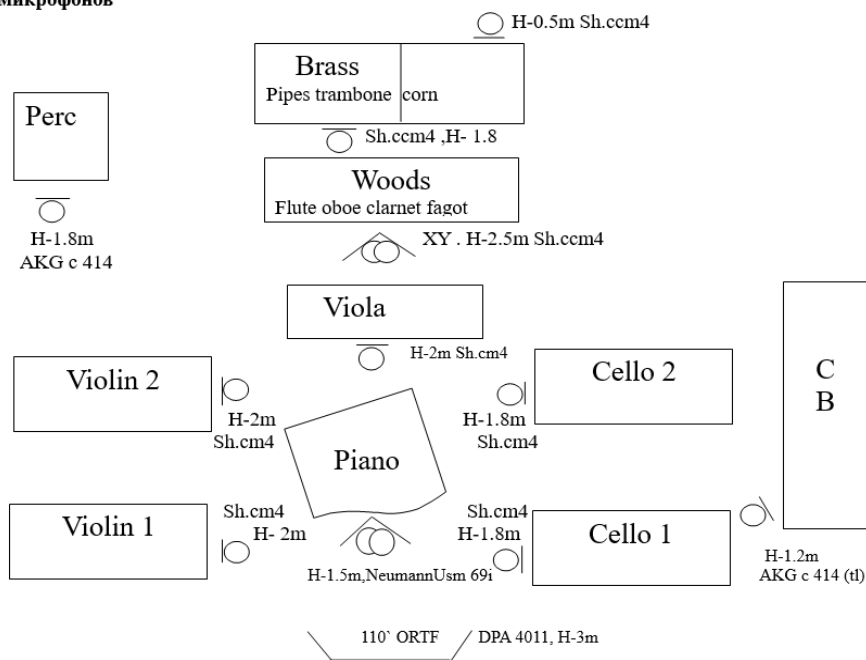 Микрофонов
H-0.5m Sh.ccm4
Brass
Pipes trambone corn
Perc
Sh.ccm4 ,H- 1.8
Woods
Flute oboe clarnet fagot
H-1.8m
AKG c 414
XY . H-2.5m Sh.ccm4
Viola
H-2m Sh.cm4
Violin 2
Cello 2
C
B
H-2m
Sh.cm4
H-1.8m
Sh.cm4
Piano
Violin 1
Sh.cm4
H- 2m
Sh.cm4
H-1.8m
Cello 1
H-1.2m
AKG c 414 (tl)
H-1.5m,NeumannUsm 69i
110` ORTF
DPA 4011, H-3m